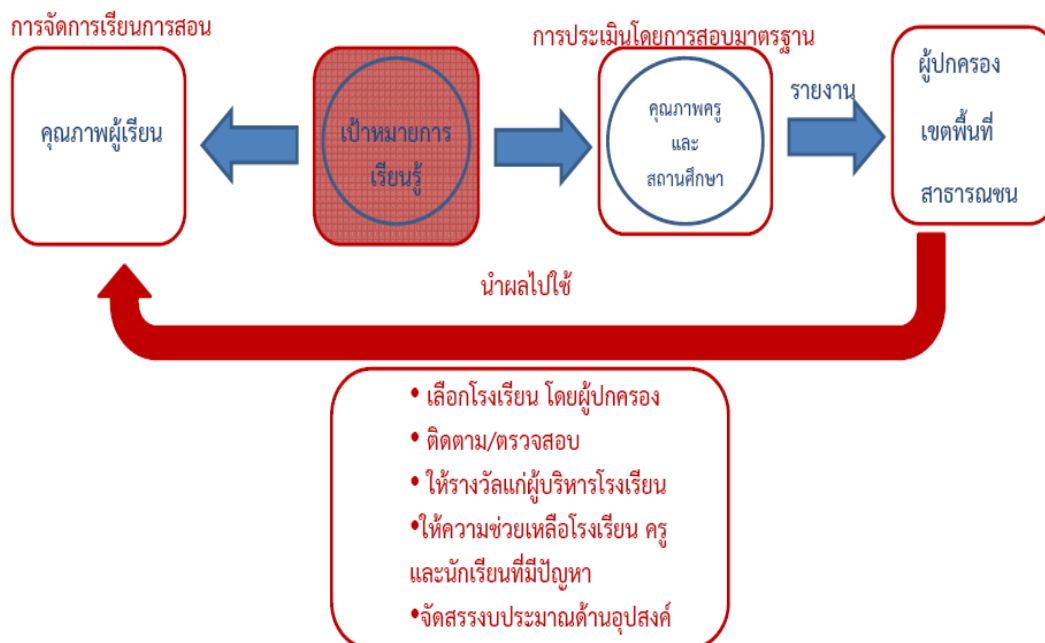 การจัดการเรียนการสอน
คุณภาพผู้เรียน
เป้าหมายการ
เรียนรู้
การประเมินโดยการสอบมาตรฐาน
คุณภาพครู
และ
สถานศึกษา
รายงาน
ผู้ปกครอง
เขตพื้นที่
สาธารณชน
นำผลไปใช้
• เลือกโรงเรียน โดยผู้ปกครอง
• ติดตาม/ตรวจสอบ
• ให้รางวัลแก่ผู้บริหารโรงเรียน
•ให้ความช่วยเหลือโรงเรียน ครู
และนักเรียนที่มีปัญหา
•จัดสรรงบประมาณด้านอุปสงค์